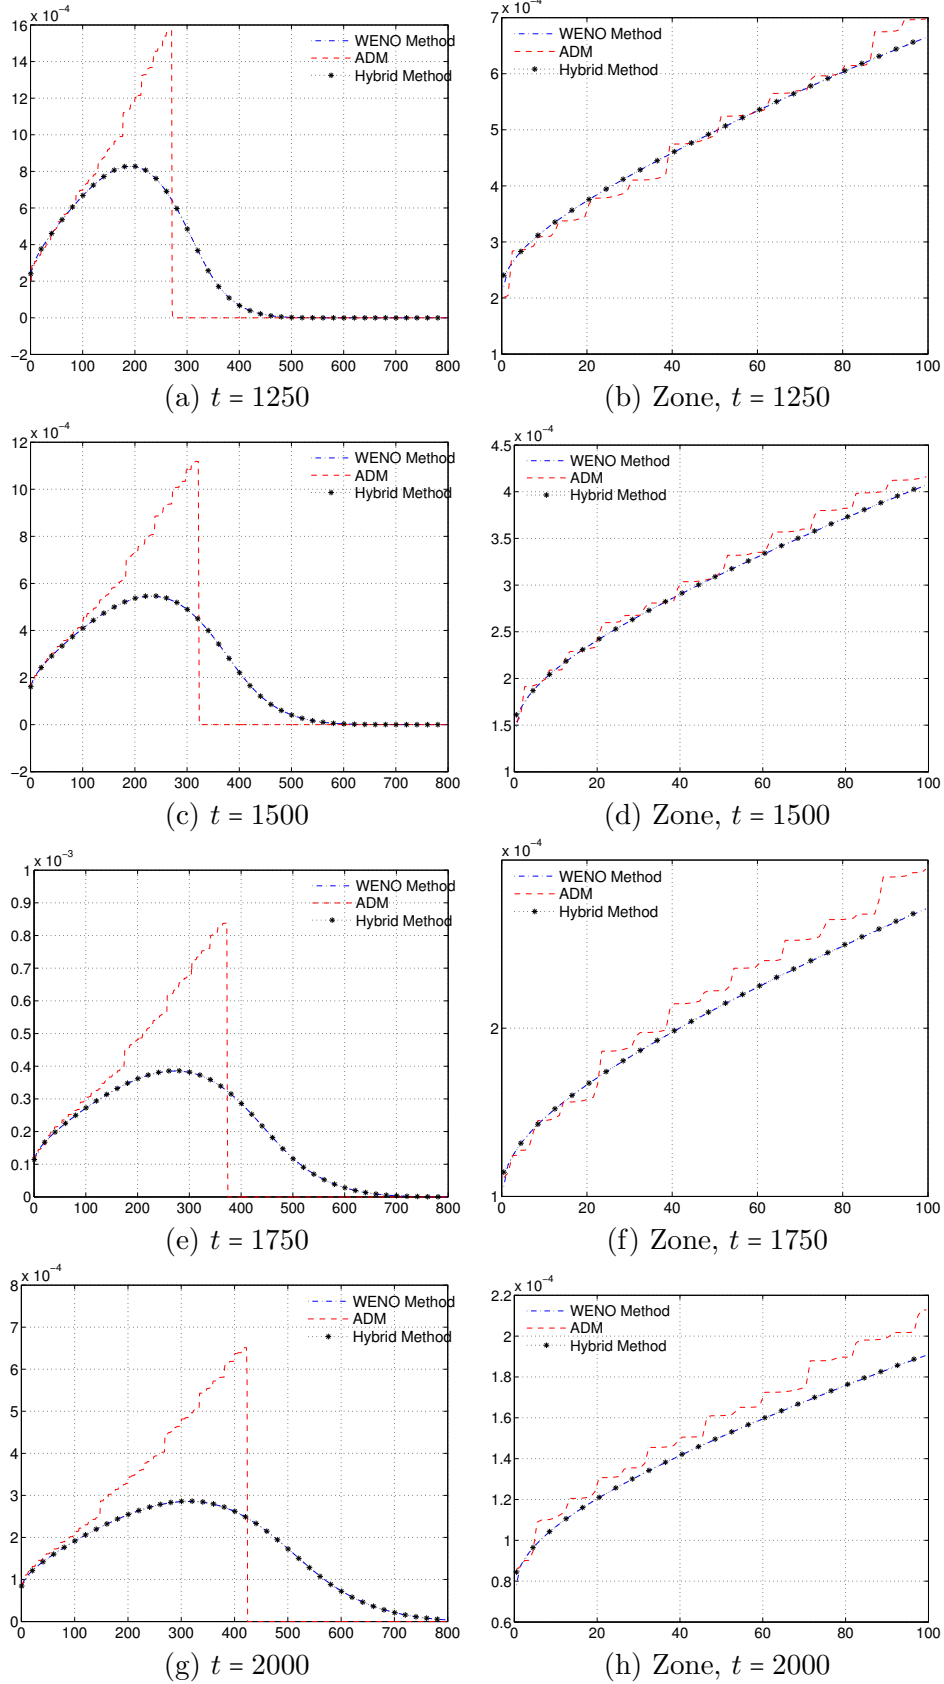 x 10⁻⁴
16
14
12
10
8
6
4
2
0
−2
0 100 200 300 400 500 600 700 800
WENO Method
ADM
Hybrid Method
(a) t = 1250
x 10⁻⁴
7
6
5
4
3
2
1
0 20 40 60 80 100
WENO Method
ADM
Hybrid Method
(b) Zone, t = 1250
x 10⁻⁴
12
10
8
6
4
2
0
−2
0 100 200 300 400 500 600 700 800
WENO Method
ADM
Hybrid Method
(c) t = 1500
x 10⁻⁴
4.5
4
3.5
3
2.5
2
1.5
1
0 20 40 60 80 100
WENO Method
ADM
Hybrid Method
(d) Zone, t = 1500
x 10⁻³
1
0.9
0.8
0.7
0.6
0.5
0.4
0.3
0.2
0.1
0
0 100 200 300 400 500 600 700 800
WENO Method
ADM
Hybrid Method
(e) t = 1750
x 10⁻⁴
2
1
0 20 40 60 80 100
WENO Method
ADM
Hybrid Method
(f) Zone, t = 1750
x 10⁻⁴
8
7
6
5
4
3
2
1
0
0 100 200 300 400 500 600 700 800
WENO Method
ADM
Hybrid Method
(g) t = 2000
x 10⁻⁴
2.2
2
1.8
1.6
1.4
1.2
1
0.8
0.6
0 20 40 60 80 100
WENO Method
ADM
Hybrid Method
(h) Zone, t = 2000